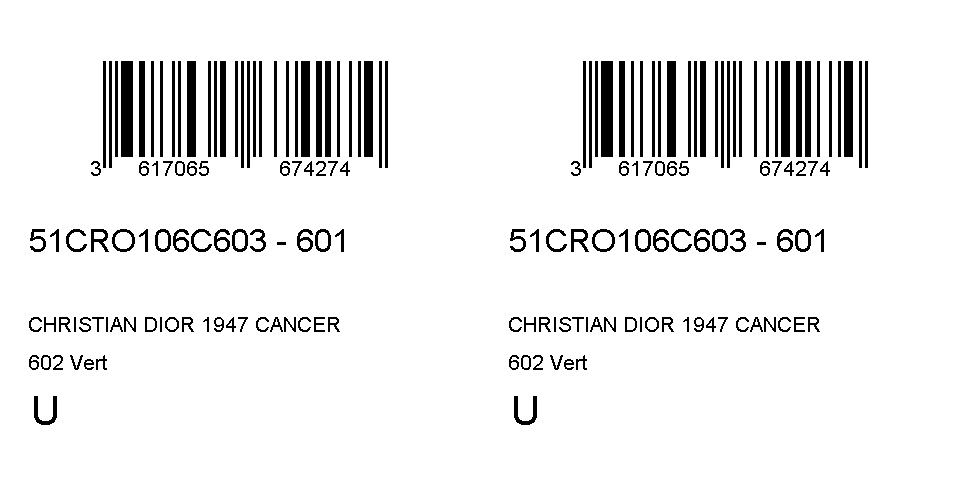 3 617065 674274
51CRO106C603 - 601
CHRISTIAN DIOR 1947 CANCER
602 Vert
U
3 617065 674274
51CRO106C603 - 601
CHRISTIAN DIOR 1947 CANCER
602 Vert
U